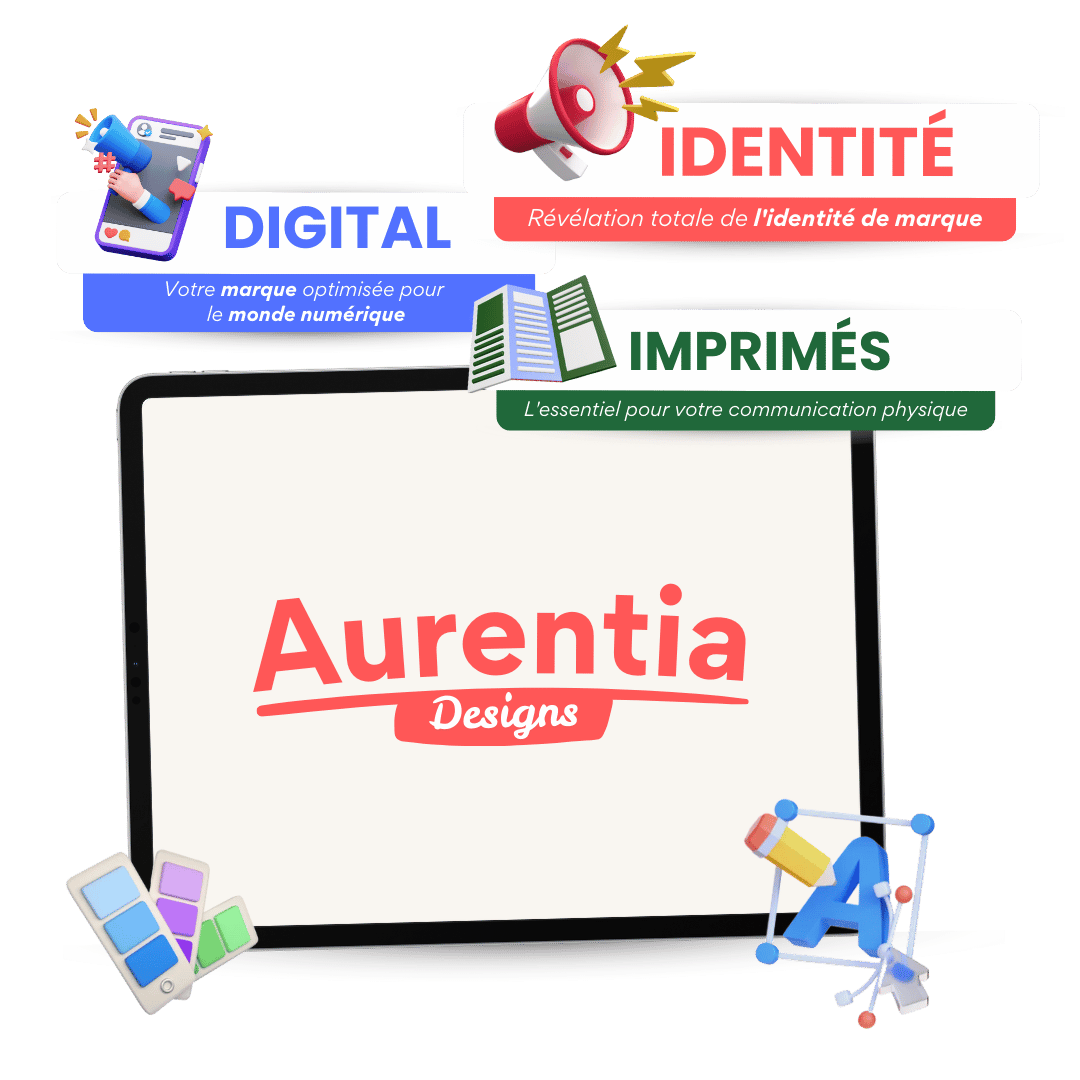 IDENTITÉ
Révélation totale de l'identité de marque
DIGITAL
Votre marque optimisée pour
le monde numérique
IMPRIMÉS
L'essentiel pour votre communication physique
Aurentia
Designs
#
A